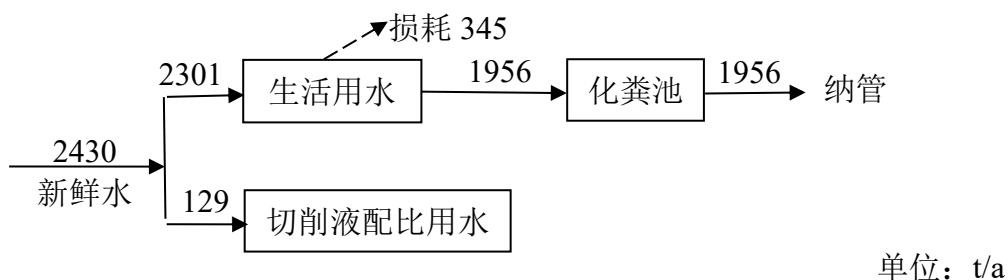 损耗 345
2301
生活用水
1956
化粪池
1956
纳管
2430
新鲜水
129
切削液配比用水
单位：t/a